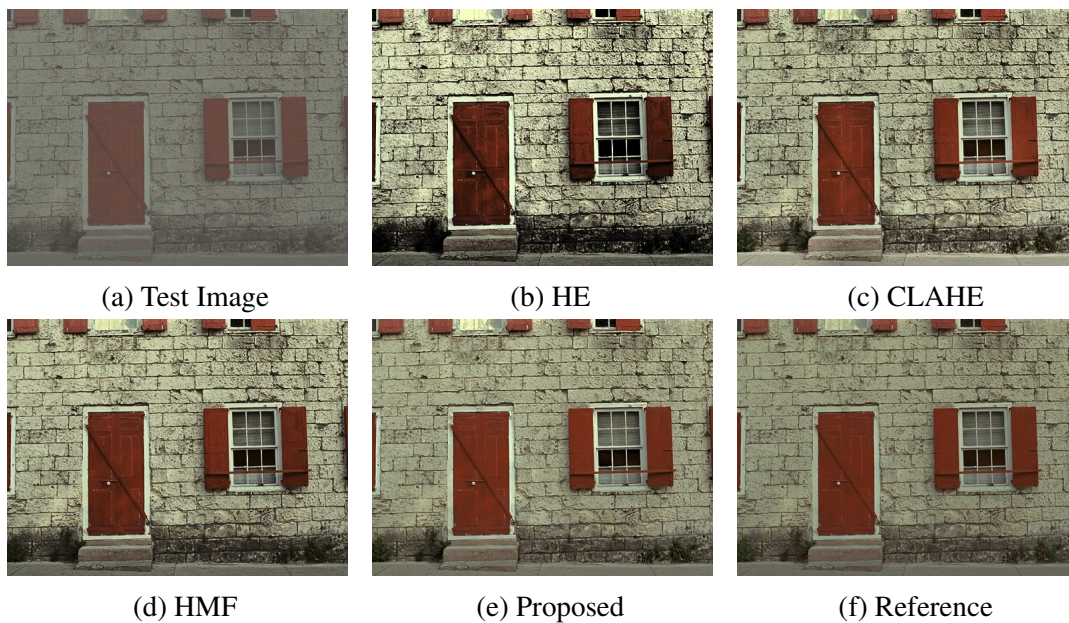 (a) Test Image
(b) HE
(c) CLAHE
(d) HMF
(e) Proposed
(f) Reference